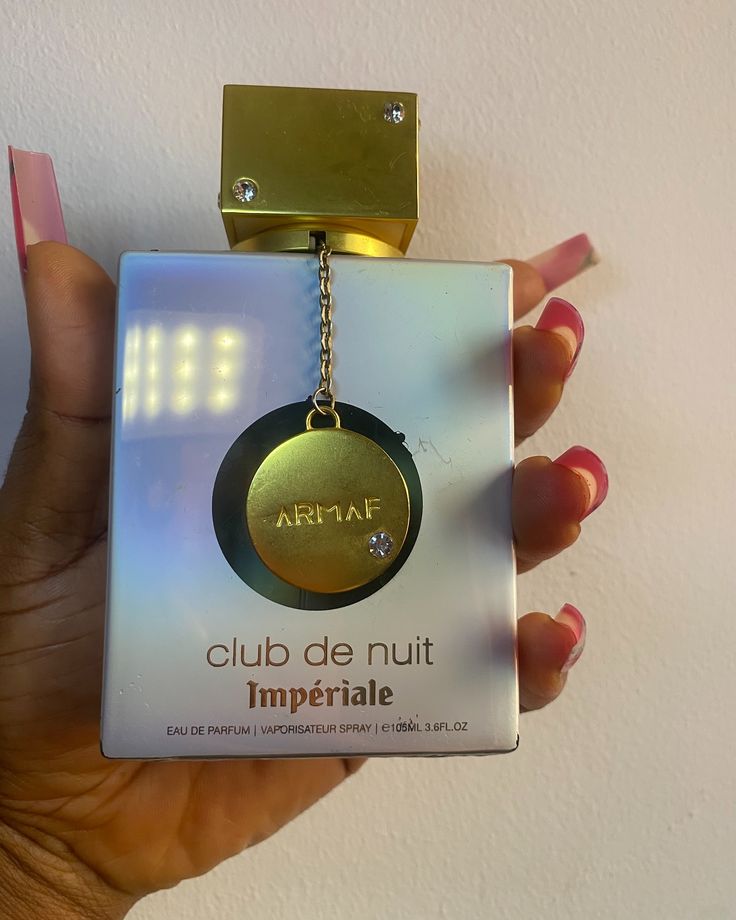 ARMAF
club de nuit
Impériale
EAU DE PARFUM | VAPORISATEUR SPRAY | ℮105ML 3.6FL.OZ